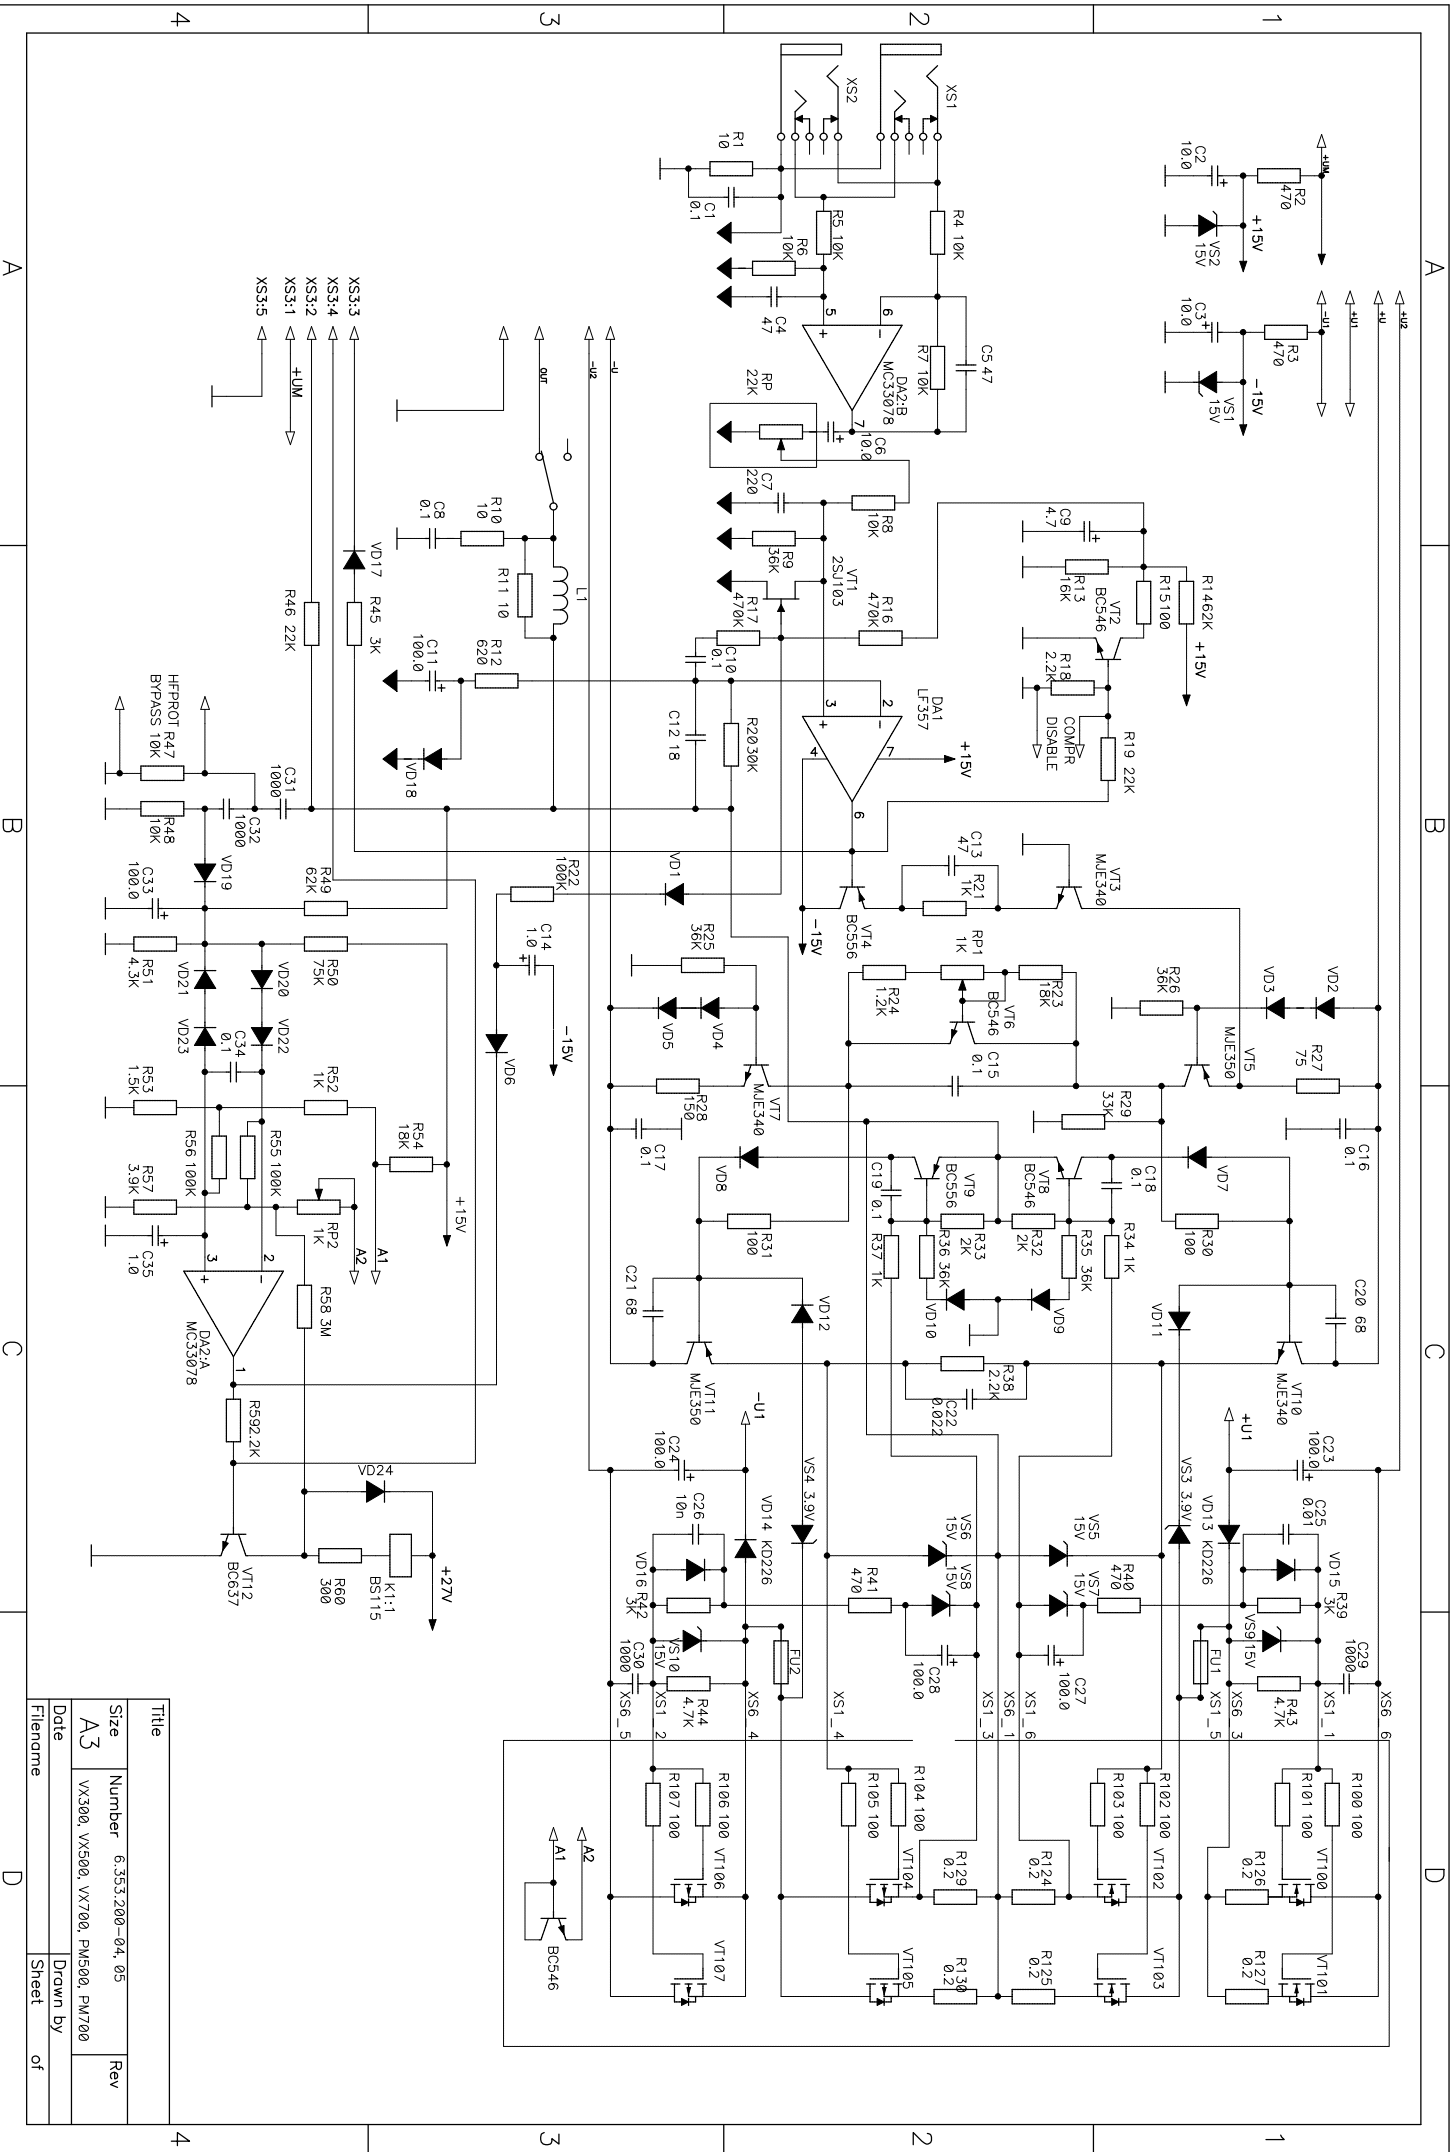 A
B
C
D
1
2
3
4
+UM
R2
470
C2
10.0
+15V
VS2
15V
-U1
+U1
+U
+U2
R3
470
C3
10.0
-15V
VS1
15V
XS1
XS2
R1
10
C1
0.1
R4 10K
R5 10K
R6
10K
C4
47
C5 47
R7 10K
DA2:B
MC33078
5
6
7
RP
22K
C6
10.0
C7
220
R8
10K
R9
36K
VT1
2SJ103
C9
4.7
R13
16K
R15100
R1462K
+15V
VT2
BC546
R18
2.2K
COMPR
DISABLE
R19 22K
R16
470K
R17
470K
C10
0.1
DA1
LF357
2
3
4
7
6
+15V
-15V
R2030K
C12 18
R12
620
C11
100.0
VD18
-U
-U2
OUT
L1
R10
10
C8
0.1
R11 10
XS3:3
XS3:4
XS3:2
XS3:1
XS3:5
+UM
VD17
R45 3K
R46 22K
HFPROT
BYPASS
R47
10K
R48
10K
C31
1000
C32
1000
VD19
C33
100.0
R49
62K
R50
75K
R51
4.3K
VD20
VD21
VD22
VD23
C34
0.1
R52
1K
R53
1.5K
R54
18K
+15V
R55 100K
R56 100K
R57
3.9K
RP2
1K
A1
A2
C35
1.0
R58 3M
DA2:A
MC33078
2
3
1
R592.2K
VD24
VT12
BC637
R60
300
K1:1
BS115
+27V
R22
100K
VD1
C14
1.0
-15V
VD6
VT3
MJE340
C13
47
R21
1K
VT4
BC556
RP1
1K
R23
18K
R24
1.2K
VT6
BC546
C15
0.1
R25
36K
VD4
VD5
VT7
MJE340
R28
150
C17
0.1
VD2
VD3
R26
36K
VT5
MJE350
R27
75
R29
33K
C16
0.1
VD7
VD8
C18
0.1
C19 0.1
VT8
BC546
VT9
BC556
R30
100
R31
100
R32
2K
R33
2K
R34 1K
R35 36K
R36 36K
R37 1K
VD9
VD10
VD11
VD12
C20 68
C21 68
VT10
MJE340
VT11
MJE350
R38
2.2K
C22
0.022
+U1
-U1
C23
100.0
C24
100.0
VS3 3.9V
VS4 3.9V
VD13 KD226
VD14 KD226
C25
0.01
C26
10n
VD15
VD16
R39
3K
R42
3K
VS5
15V
VS6
15V
VS7
15V
VS8
15V
R40
470
R41
470
C27
100.0
C28
100.0
VS9 15V
VS10
15V
FU1
FU2
C29
1000
C30
1000
R43
4.7K
R44
4.7K
XS6_6
XS1_1
XS6_3
XS1_5
XS1_6
XS6_1
XS1_3
XS1_4
XS6_4
XS1_2
XS6_5
R100 100
R101 100
R102 100
R103 100
R104 100
R105 100
R106 100
R107 100
VT100
VT101
VT102
VT103
VT104
VT105
VT106
VT107
R126
0.2
R127
0.2
R124
0.2
R125
0.2
R129
0.2
R130
0.2
A2
A1
BC546
Title
Size
A3
Number 6.353.200-04, 05
VX300, VX500, VX700, PM500, PM700
Rev
Date
Drawn by
Filename
Sheet of
A
B
C
D
1
2
3
4